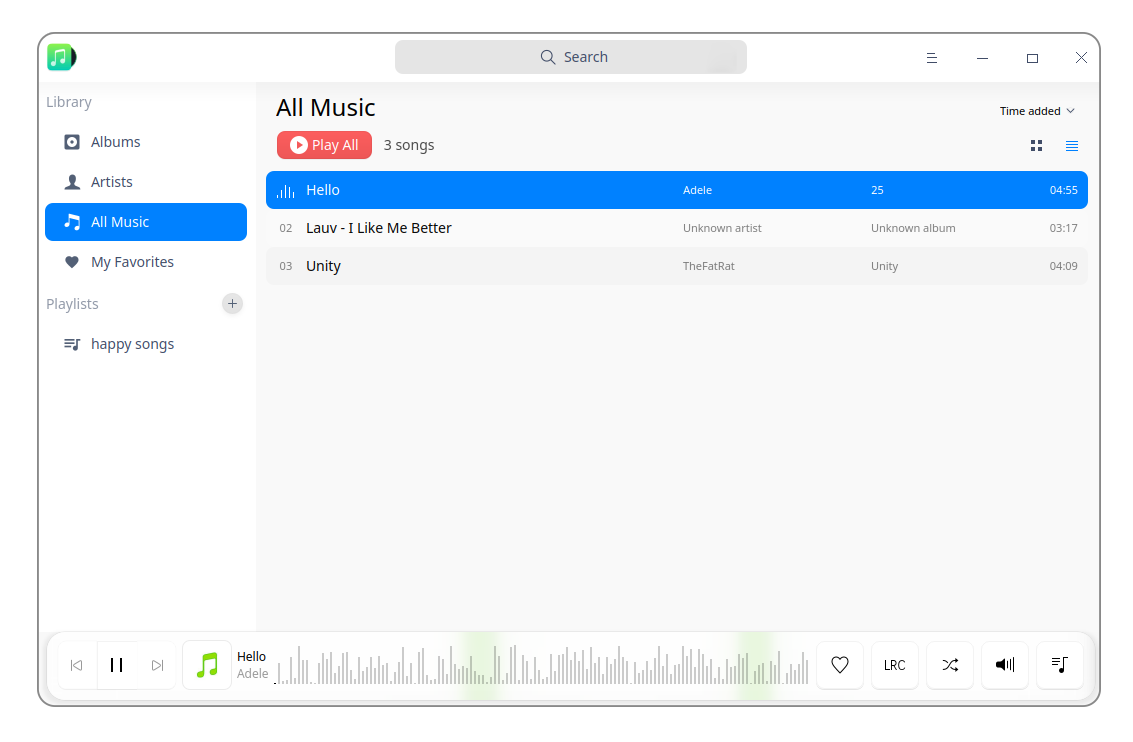 Search
Library
Albums
Artists
All Music
My Favorites
Playlists
happy songs
All Music
Time added
Play All 3 songs
Hello Adele 25 04:55
02 Lauv - I Like Me Better Unknown artist Unknown album 03:17
03 Unity TheFatRat Unity 04:09
Hello
Adele
LRC